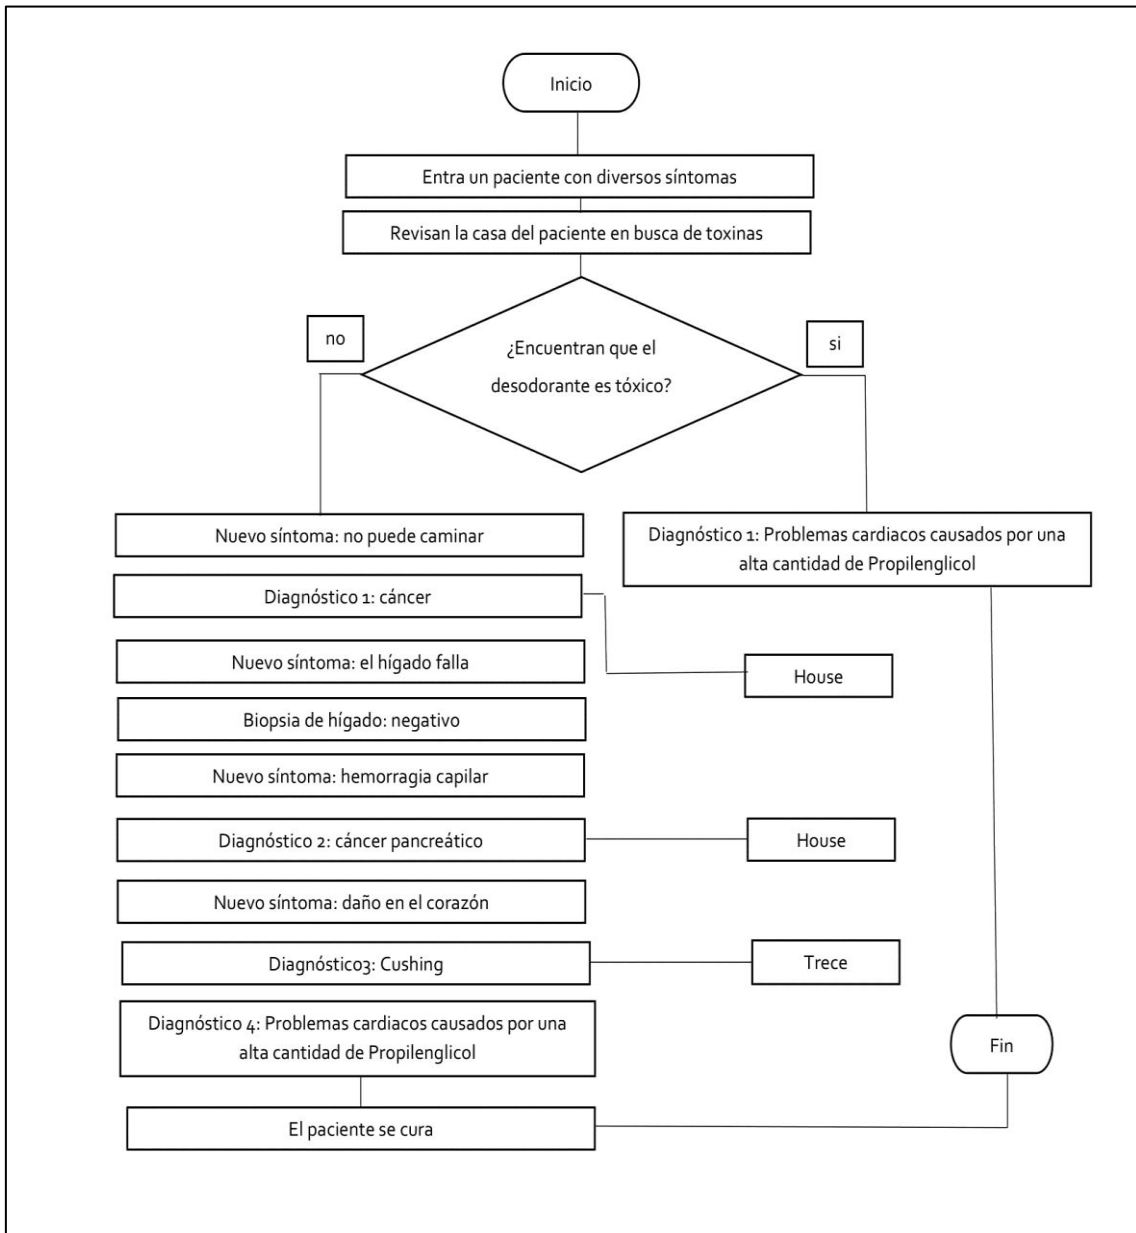 Inicio
Entra un paciente con diversos síntomas
Revisan la casa del paciente en busca de toxinas
no
¿Encuentran que el
desodorante es tóxico?
si
Nuevo síntoma: no puede caminar
Diagnóstico 1: Problemas cardiacos causados por una
alta cantidad de Propilenglicol
Diagnóstico 1: cáncer
Nuevo síntoma: el hígado falla
House
Biopsia de hígado: negativo
Nuevo síntoma: hemorragia capilar
Diagnóstico 2: cáncer pancreático
House
Nuevo síntoma: daño en el corazón
Diagnóstico3: Cushing
Trece
Diagnóstico 4: Problemas cardiacos causados por una
alta cantidad de Propilenglicol
Fin
El paciente se cura